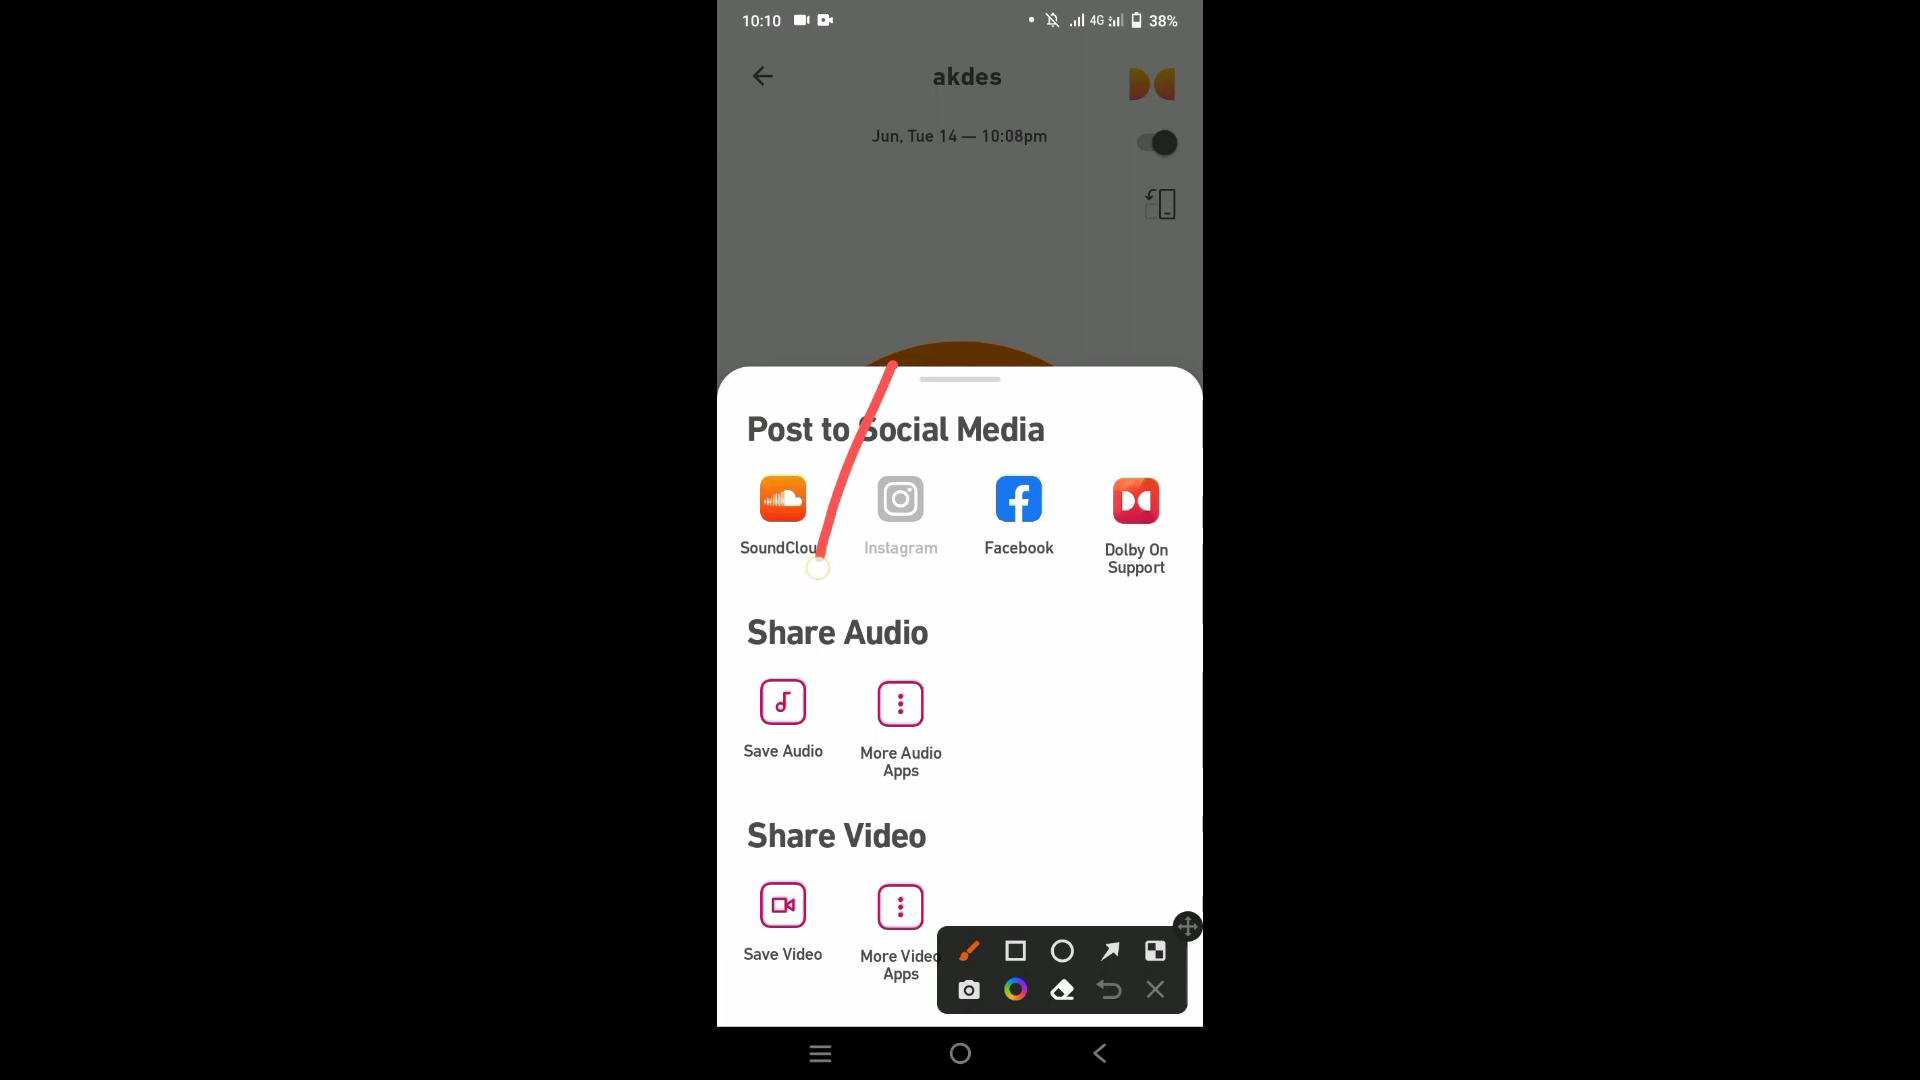 10:10
4G
38%
akdes
Jun, Tue 14 — 10:08pm
Post to Social Media
SoundClou
Instagram
Facebook
Dolby On
Support
Share Audio
Save Audio
More Audio
Apps
Share Video
Save Video
More Video
Apps